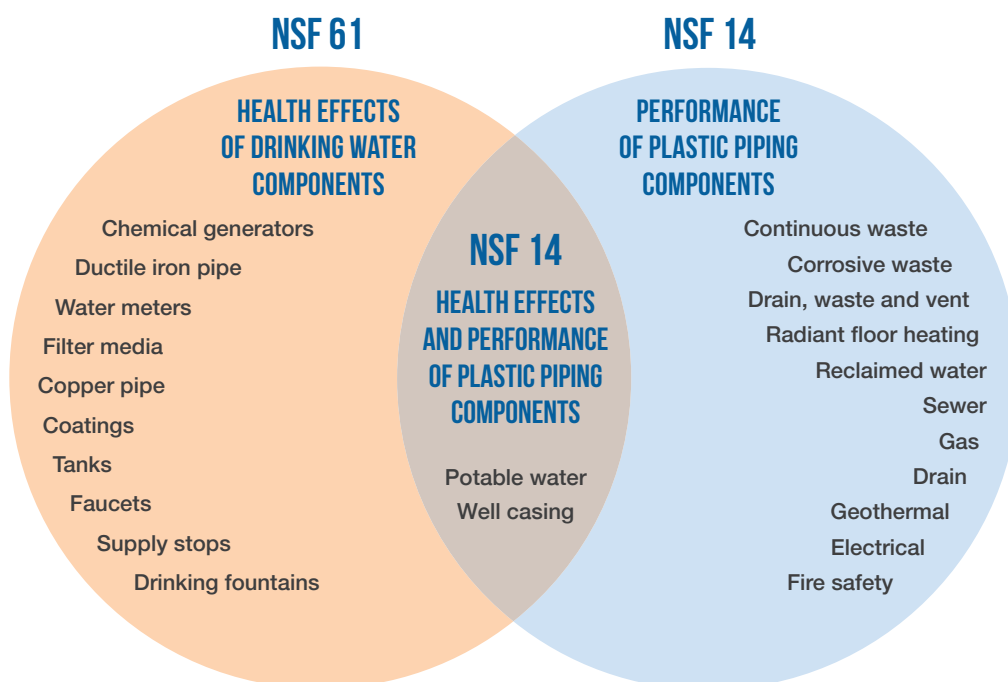 NSF 61
NSF 14
HEALTH EFFECTS
OF DRINKING WATER
COMPONENTS
Chemical generators
Ductile iron pipe
Water meters
Filter media
Copper pipe
Coatings
Tanks
Faucets
Supply stops
Drinking fountains
NSF 14
HEALTH EFFECTS
AND PERFORMANCE
OF PLASTIC PIPING
COMPONENTS
Potable water
Well casing
PERFORMANCE
OF PLASTIC PIPING
COMPONENTS
Continuous waste
Corrosive waste
Drain, waste and vent
Radiant floor heating
Reclaimed water
Sewer
Gas
Drain
Geothermal
Electrical
Fire safety